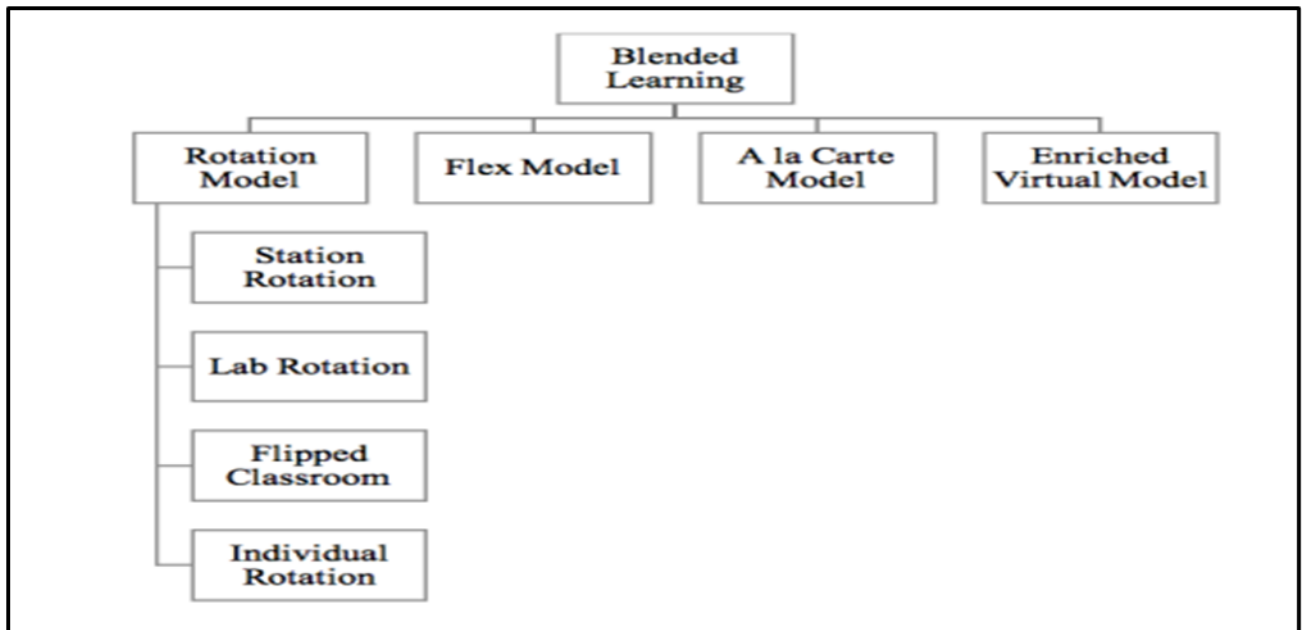 Blended
Learning
Rotation
Model
Flex Model
A la Carte
Model
Enriched
Virtual Model
Station
Rotation
Lab Rotation
Flipped
Classroom
Individual
Rotation